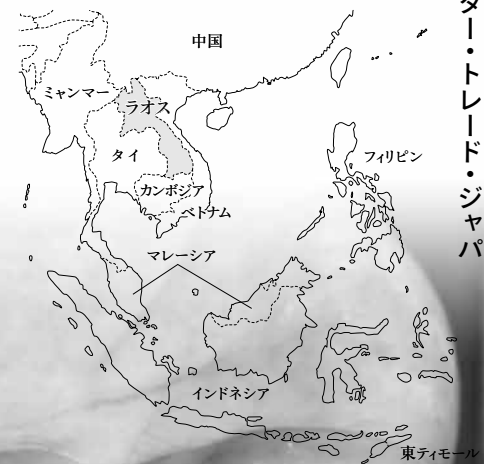 ター・トレード・ジャパ
中国
ミャンマー
ラオス
タイ
フィリピン
カンボジア
ベトナム
マレーシア
インドネシア
東ティモール